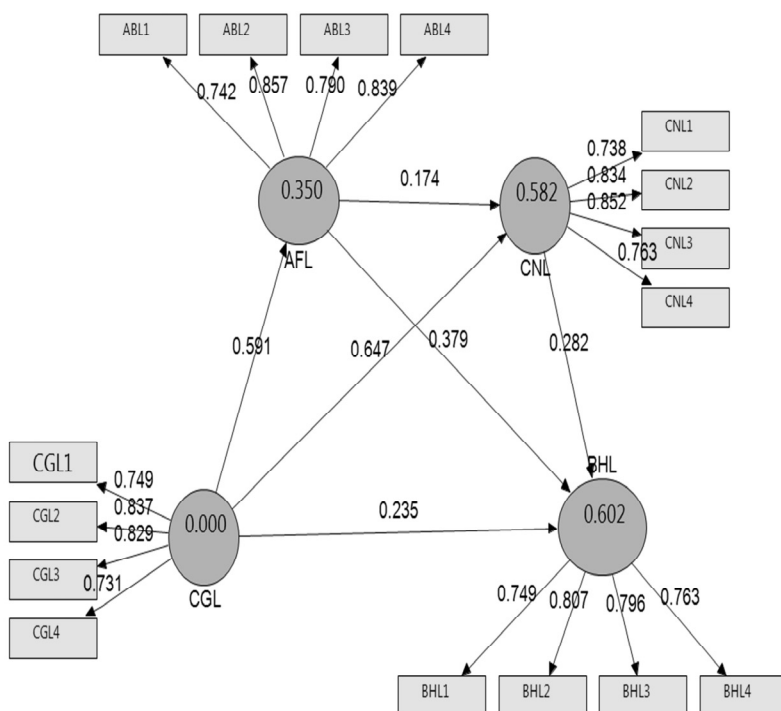 ABL1
ABL2
ABL3
ABL4
0.742
0.857
0.790
0.839
0.350
AFL
0.174
0.582
CNL
0.738
0.834
0.852
0.763
CNL1
CNL2
CNL3
CNL4
0.591
0.647
0.379
0.282
CGL1
CGL2
CGL3
CGL4
0.749
0.837
0.829
0.731
0.000
CGL
0.235
BHL
0.602
0.749
0.807
0.796
0.763
BHL1
BHL2
BHL3
BHL4